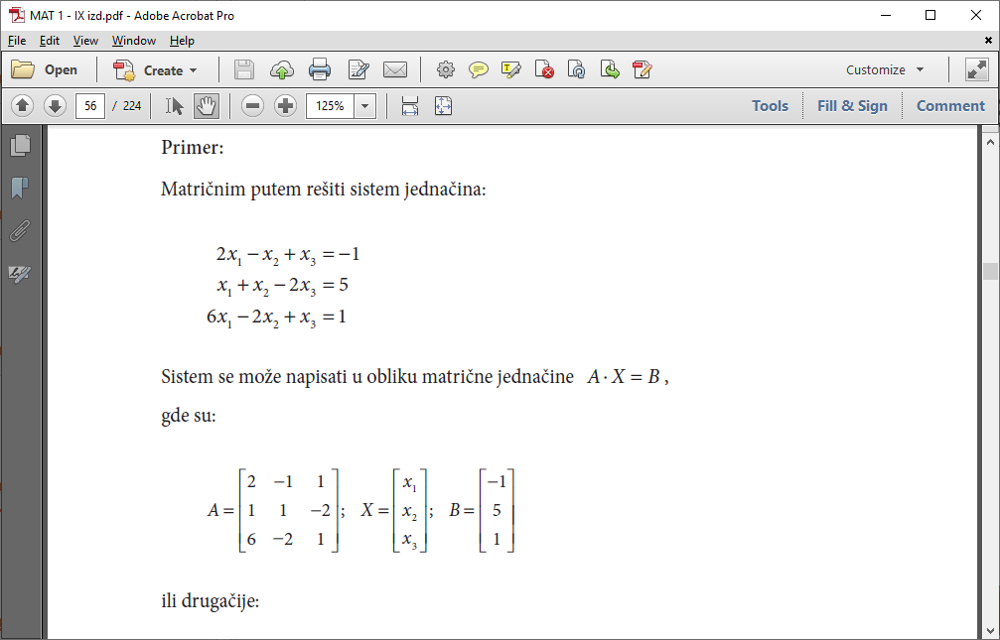 MAT 1 - IX izd.pdf - Adobe Acrobat Pro
File Edit View Window Help
Open Create Customize
56 / 224 125% Tools Fill & Sign Comment
Primer:
Matričnim putem rešiti sistem jednačina:
2x₁ − x₂ + x₃ = −1
x₁ + x₂ − 2x₃ = 5
6x₁ − 2x₂ + x₃ = 1
Sistem se može napisati u obliku matrične jednačine A · X = B ,
gde su:
A = [2 −1 1; 1 1 −2; 6 −2 1]; X = [x₁; x₂; x₃]; B = [−1; 5; 1]
ili drugačije: